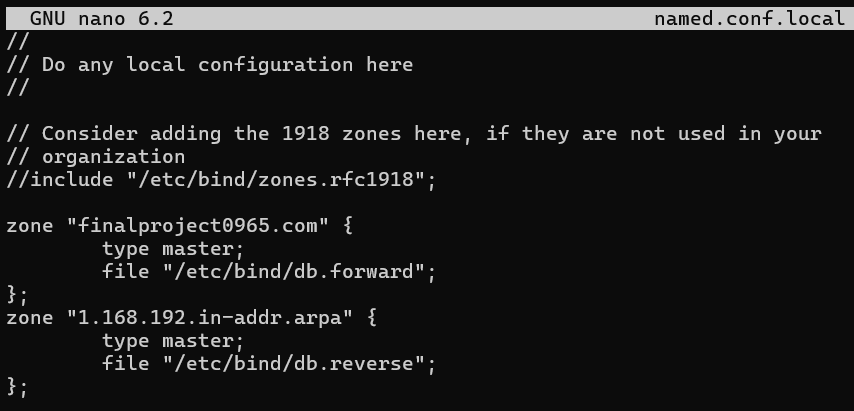 GNU nano 6.2 named.conf.local
//
// Do any local configuration here
//
// Consider adding the 1918 zones here, if they are not used in your
// organization
//include "/etc/bind/zones.rfc1918";
zone "finalproject0965.com" {
        type master;
        file "/etc/bind/db.forward";
};
zone "1.168.192.in-addr.arpa" {
        type master;
        file "/etc/bind/db.reverse";
};